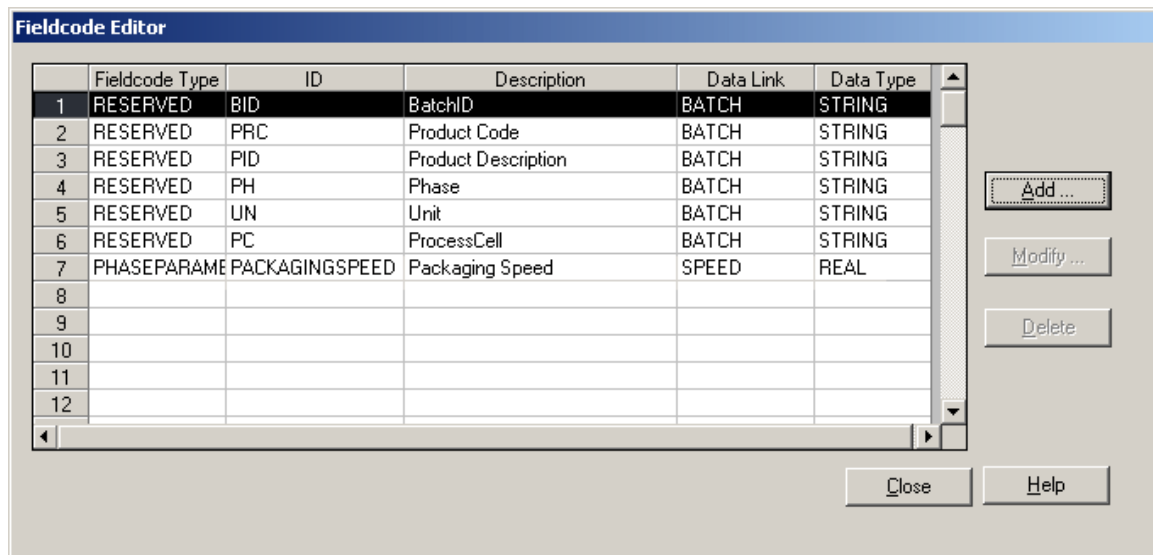 Fieldcode Editor
Fieldcode Type ID Description Data Link Data Type
1 RESERVED BID BatchID BATCH STRING
2 RESERVED PRC Product Code BATCH STRING
3 RESERVED PID Product Description BATCH STRING
4 RESERVED PH Phase BATCH STRING
5 RESERVED UN Unit BATCH STRING
6 RESERVED PC ProcessCell BATCH STRING
7 PHASEPARAME PACKAGINGSPEED Packaging Speed SPEED REAL
8
9
10
11
12
Add ...
Modify ...
Delete
Close Help